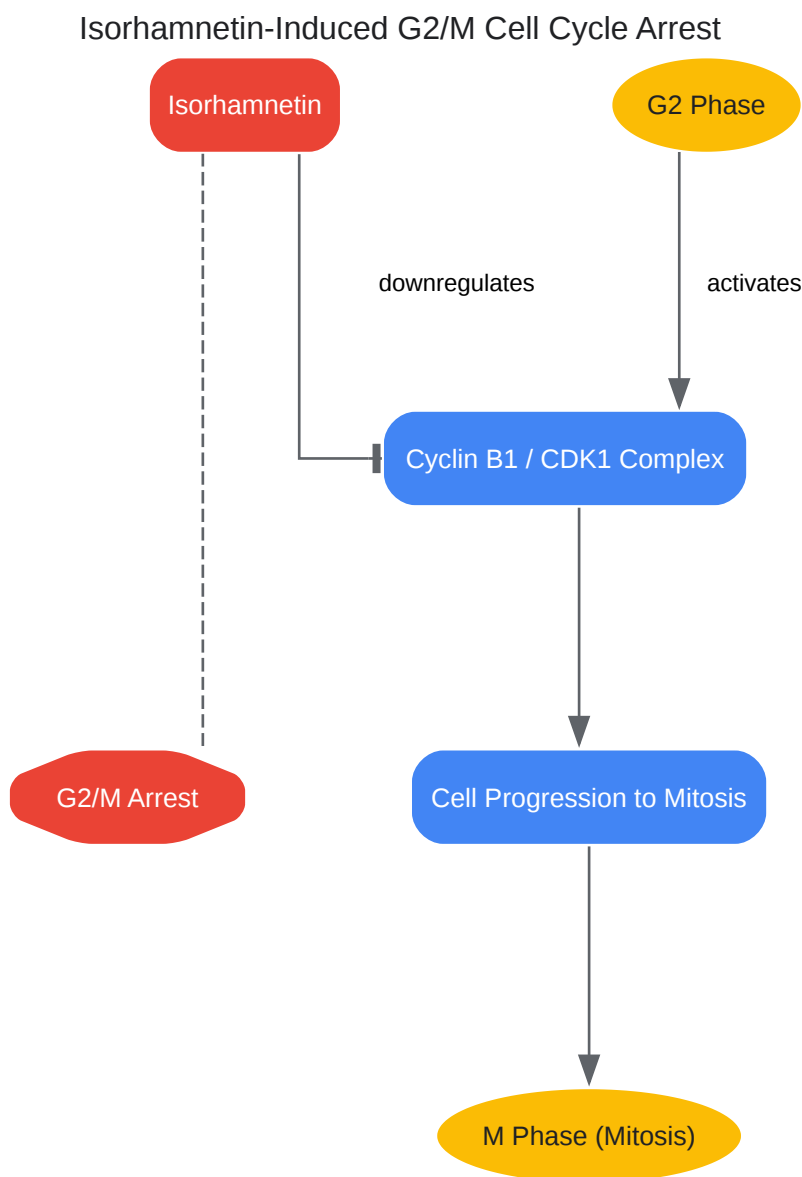 Isorhamnetin-Induced G2/M Cell Cycle Arrest
Isorhamnetin
G2 Phase
downregulates
activates
Cyclin B1 / CDK1 Complex
G2/M Arrest
Cell Progression to Mitosis
M Phase (Mitosis)